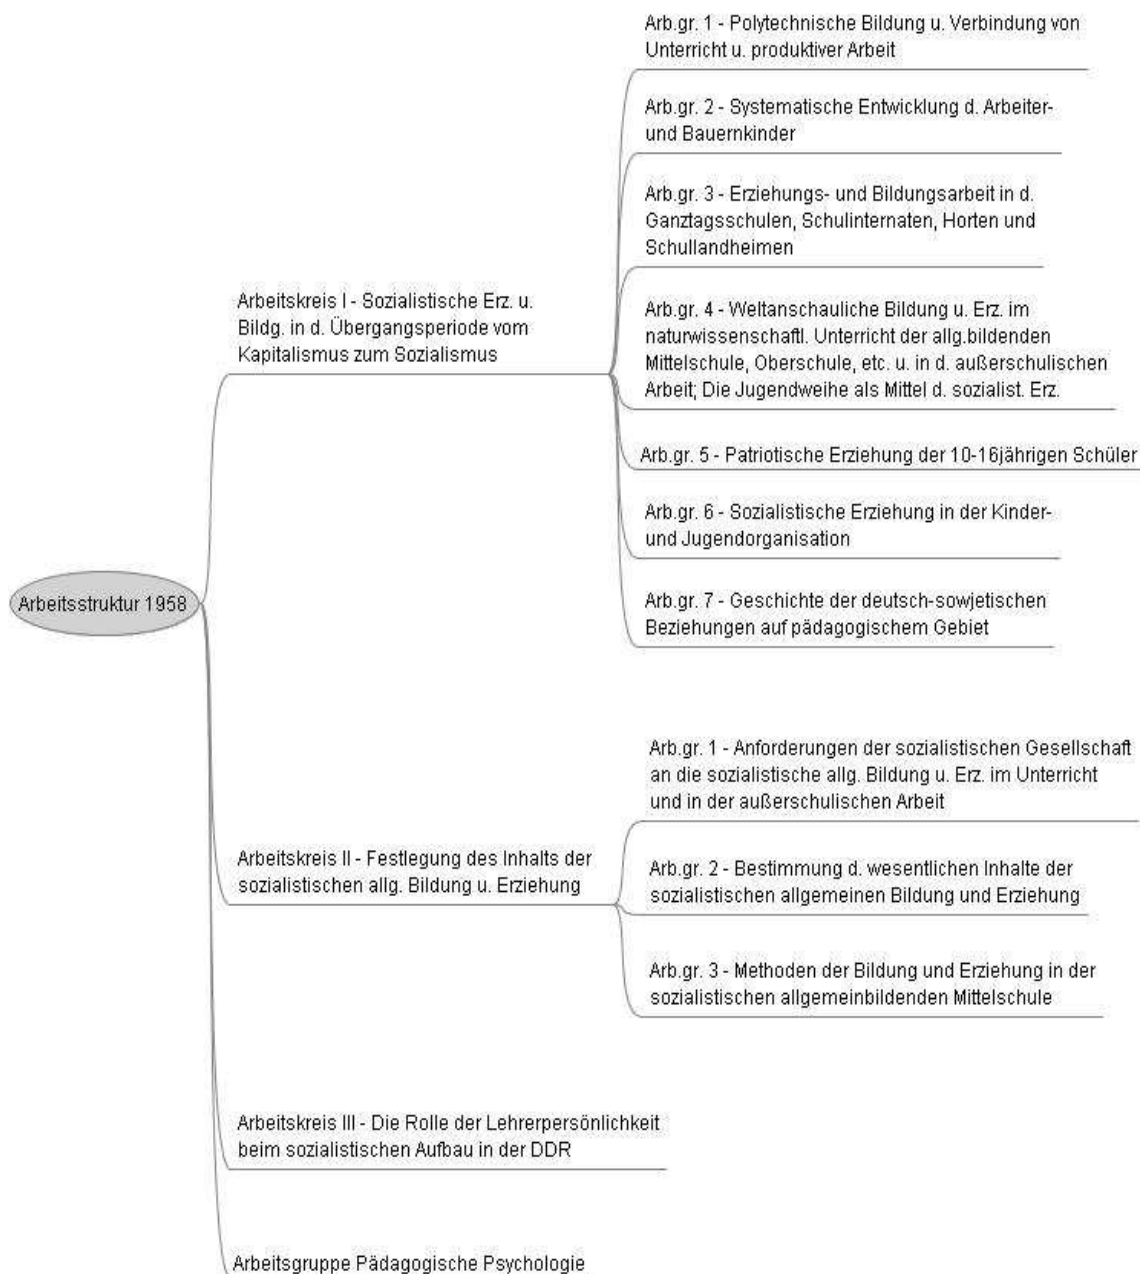 Arbeitsstruktur 1958
Arbeitskreis I - Sozialistische Erz. u.
Bildg. in d. Übergangsperiode vom
Kapitalismus zum Sozialismus
Arb.gr. 1 - Polytechnische Bildung u. Verbindung von
Unterricht u. produktiver Arbeit
Arb.gr. 2 - Systematische Entwicklung d. Arbeiter-
und Bauernkinder
Arb.gr. 3 - Erziehungs- und Bildungsarbeit in d.
Ganztagsschulen, Schulinternaten, Horten und
Schullandheimen
Arb.gr. 4 - Weltanschauliche Bildung u. Erz. im
naturwissenschaftl. Unterricht der allg.bildenden
Mittelschule, Oberschule, etc. u. in d. außerschulischen
Arbeit; Die Jugendweihe als Mittel d. sozialist. Erz.
Arb.gr. 5 - Patriotische Erziehung der 10-16jährigen Schüler
Arb.gr. 6 - Sozialistische Erziehung in der Kinder-
und Jugendorganisation
Arb.gr. 7 - Geschichte der deutsch-sowjetischen
Beziehungen auf pädagogischem Gebiet
Arbeitskreis II - Festlegung des Inhalts der
sozialistischen allg. Bildung u. Erziehung
Arb.gr. 1 - Anforderungen der sozialistischen Gesellschaft
an die sozialistische allg. Bildung u. Erz. im Unterricht
und in der außerschulischen Arbeit
Arb.gr. 2 - Bestimmung d. wesentlichen Inhalte der
sozialistischen allgemeinen Bildung und Erziehung
Arb.gr. 3 - Methoden der Bildung und Erziehung in der
sozialistischen allgemeinbildenden Mittelschule
Arbeitskreis III - Die Rolle der Lehrerpersönlichkeit
beim sozialistischen Aufbau in der DDR
Arbeitsgruppe Pädagogische Psychologie